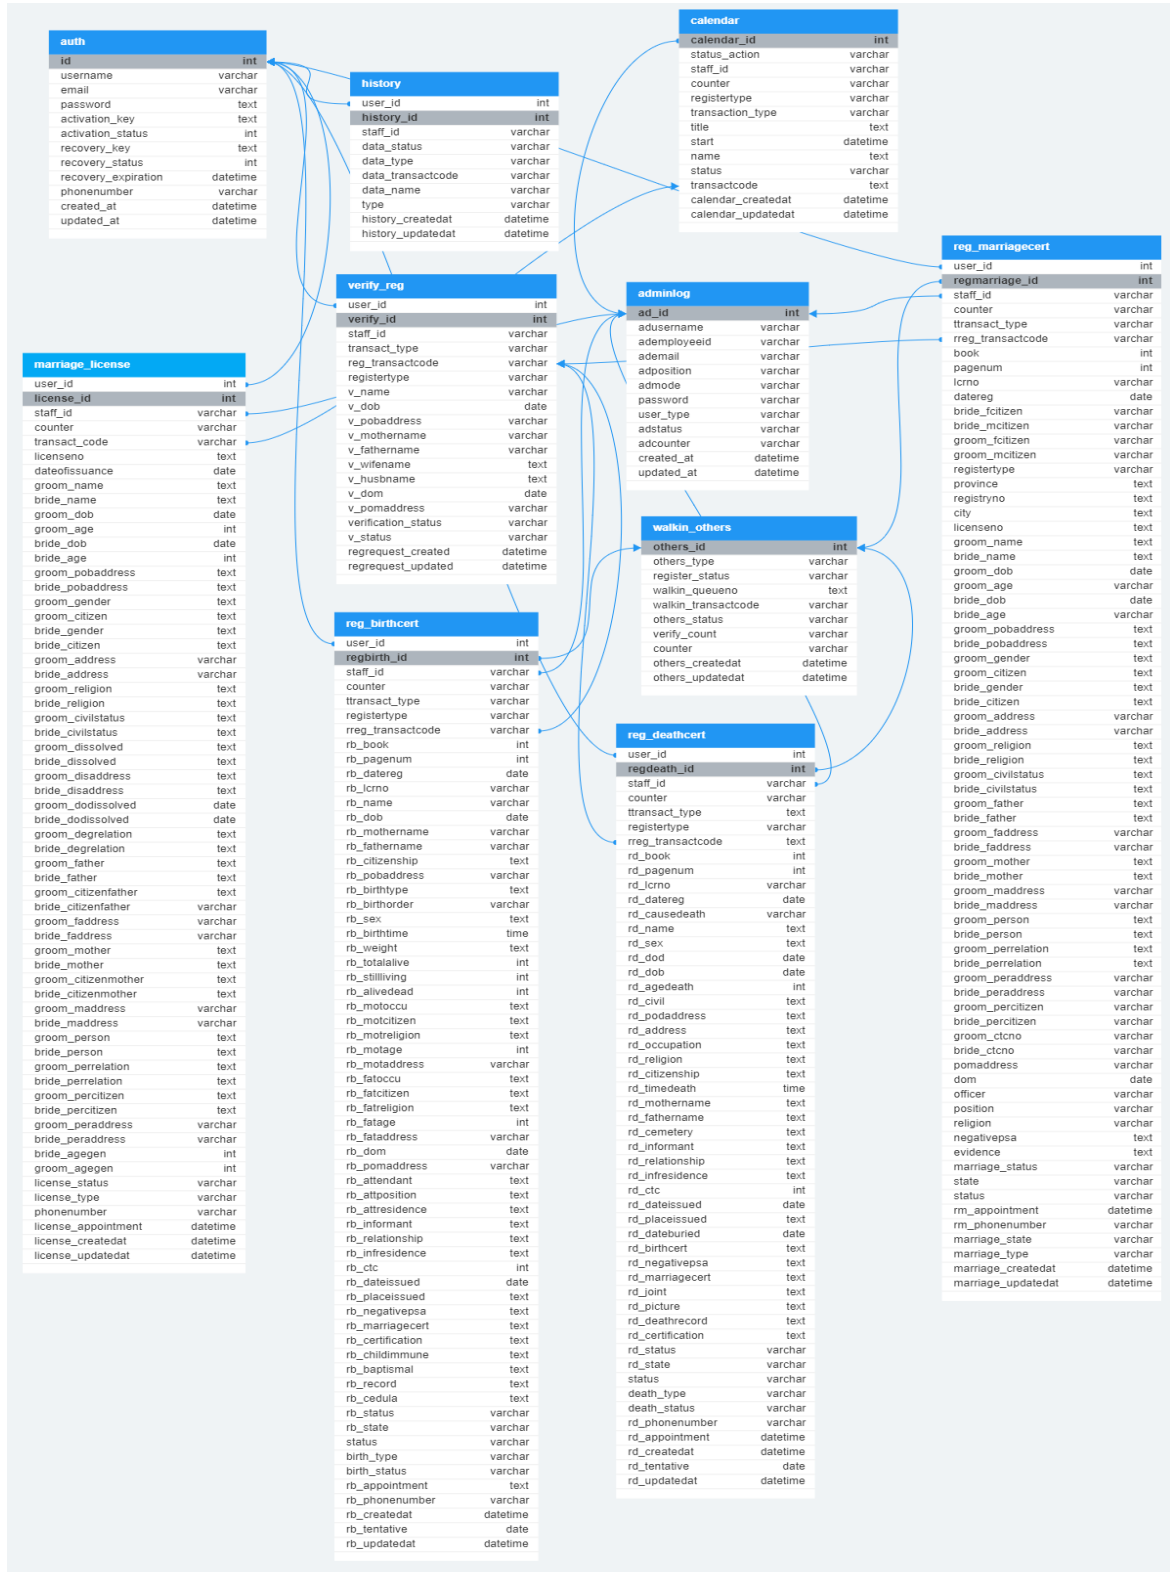 auth
id int
username varchar
email varchar
password text
activation_key text
activation_status int
recovery_key text
recovery_status int
recovery_expiration datetime
phonenumber varchar
created_at datetime
updated_at datetime
history
user_id int
history_id int
staff_id varchar
data_status varchar
data_type varchar
data_transactcode varchar
data_name varchar
type varchar
history_createdat datetime
history_updatedat datetime
calendar
calendar_id int
status_action varchar
staff_id varchar
counter varchar
registertype varchar
transaction_type varchar
title text
start datetime
name text
status varchar
transactcode text
calendar_createdat datetime
calendar_updatedat datetime
marriage_license
user_id int
license_id int
staff_id varchar
counter varchar
transact_code varchar
licenseno text
dateofissuance date
groom_name text
bride_name text
groom_dob date
groom_age int
bride_dob date
bride_age int
groom_pobaddress text
bride_pobaddress text
groom_gender text
groom_citizen text
bride_gender text
bride_citizen text
groom_address varchar
bride_address varchar
groom_religion text
bride_religion text
groom_civilstatus text
bride_civilstatus text
groom_dissolved text
bride_dissolved text
groom_disaddress text
bride_disaddress text
groom_dodissolved date
bride_dodissolved date
groom_degrelation text
bride_degrelation text
groom_father text
bride_father text
groom_citizenfather text
bride_citizenfather varchar
groom_faddress varchar
bride_faddress varchar
groom_mother text
bride_mother text
groom_citizenmother text
bride_citizenmother text
groom_maddress varchar
bride_maddress varchar
groom_person text
bride_person text
groom_perrelation text
bride_perrelation text
groom_percitizen text
bride_percitizen text
groom_peraddress varchar
bride_peraddress varchar
bride_agegen int
groom_agegen int
license_status varchar
license_type varchar
phonenumber varchar
license_appointment datetime
license_createdat datetime
license_updatedat datetime
verify_reg
user_id int
verify_id int
staff_id varchar
transact_type varchar
reg_transactcode varchar
registertype varchar
v_name varchar
v_dob date
v_pobaddress varchar
v_mothername varchar
v_fathername varchar
v_wifename text
v_husbname text
v_dom date
v_pomaddress varchar
verification_status varchar
v_status varchar
regrequest_created datetime
regrequest_updated datetime
reg_birthcert
user_id int
regbirth_id int
staff_id varchar
counter varchar
ttransact_type varchar
registertype varchar
rreg_transactcode varchar
rb_book int
rb_pagenum int
rb_datereg date
rb_lcrno varchar
rb_name varchar
rb_dob date
rb_mothername varchar
rb_fathername varchar
rb_citizenship text
rb_pobaddress varchar
rb_birthtype text
rb_birthorder varchar
rb_sex text
rb_birthtime time
rb_weight text
rb_totalalive int
rb_stillliving int
rb_alivedead int
rb_motoccu text
rb_motcitizen text
rb_motreligion text
rb_motage int
rb_motaddress varchar
rb_fatoccu text
rb_fatcitizen text
rb_fatreligion text
rb_fatage int
rb_fataddress varchar
rb_dom date
rb_pomaddress varchar
rb_attendant text
rb_attposition text
rb_attresidence text
rb_informant text
rb_relationship text
rb_infresidence text
rb_ctc int
rb_dateissued date
rb_placeissued text
rb_negativepsa text
rb_marriagecert text
rb_certification text
rb_childimmune text
rb_baptismal text
rb_record text
rb_cedula text
rb_status varchar
rb_state varchar
status varchar
birth_type varchar
birth_status varchar
rb_appointment text
rb_phonenumber varchar
rb_createdat datetime
rb_tentative date
rb_updatedat datetime
adminlog
ad_id int
adusername varchar
ademployeeid varchar
ademail varchar
adposition varchar
admode varchar
password varchar
user_type varchar
adstatus varchar
adcounter varchar
created_at datetime
updated_at datetime
walkin_others
others_id int
others_type varchar
register_status varchar
walkin_queueno text
walkin_transactcode varchar
others_status varchar
verify_count varchar
counter varchar
others_createdat datetime
others_updatedat datetime
reg_deathcert
user_id int
regdeath_id int
staff_id varchar
counter varchar
ttransact_type text
registertype varchar
rreg_transactcode text
rd_book int
rd_pagenum int
rd_lcrno varchar
rd_datereg date
rd_causedeath varchar
rd_name text
rd_sex text
rd_dod date
rd_dob date
rd_agedeath int
rd_civil text
rd_podaddress text
rd_address text
rd_occupation text
rd_religion text
rd_citizenship text
rd_timedeath time
rd_mothername text
rd_fathername text
rd_cemetery text
rd_informant text
rd_relationship text
rd_infresidence text
rd_ctc int
rd_dateissued date
rd_placeissued text
rd_dateburied date
rd_birthcert text
rd_negativepsa text
rd_marriagecert text
rd_joint text
rd_picture text
rd_deathrecord text
rd_certification text
rd_status varchar
rd_state varchar
status varchar
death_type varchar
death_status varchar
rd_phonenumber varchar
rd_appointment datetime
rd_createdat datetime
rd_tentative date
rd_updatedat datetime
reg_marriagecert
user_id int
regmarriage_id int
staff_id varchar
counter varchar
ttransact_type varchar
rreg_transactcode varchar
book int
pagenum int
lcrno varchar
datereg date
bride_fcitizen varchar
bride_mcitizen varchar
groom_fcitizen varchar
groom_mcitizen varchar
registertype varchar
province text
registryno text
city text
licenseno text
groom_name text
bride_name text
groom_dob date
groom_age varchar
bride_dob date
bride_age varchar
groom_pobaddress text
bride_pobaddress text
groom_gender text
groom_citizen text
bride_gender text
bride_citizen text
groom_address varchar
bride_address varchar
groom_religion text
bride_religion text
groom_civilstatus text
bride_civilstatus text
groom_father text
bride_father text
groom_faddress varchar
bride_faddress varchar
groom_mother text
bride_mother text
groom_maddress varchar
bride_maddress varchar
groom_person text
bride_person text
groom_perrelation text
bride_perrelation text
groom_peraddress varchar
bride_peraddress varchar
groom_percitizen varchar
bride_percitizen varchar
groom_ctcno varchar
bride_ctcno varchar
pomaddress varchar
dom date
officer varchar
position varchar
religion varchar
negativepsa text
evidence text
marriage_status varchar
state varchar
status varchar
rm_appointment datetime
rm_phonenumber varchar
marriage_state varchar
marriage_type varchar
marriage_createdat datetime
marriage_updatedat datetime